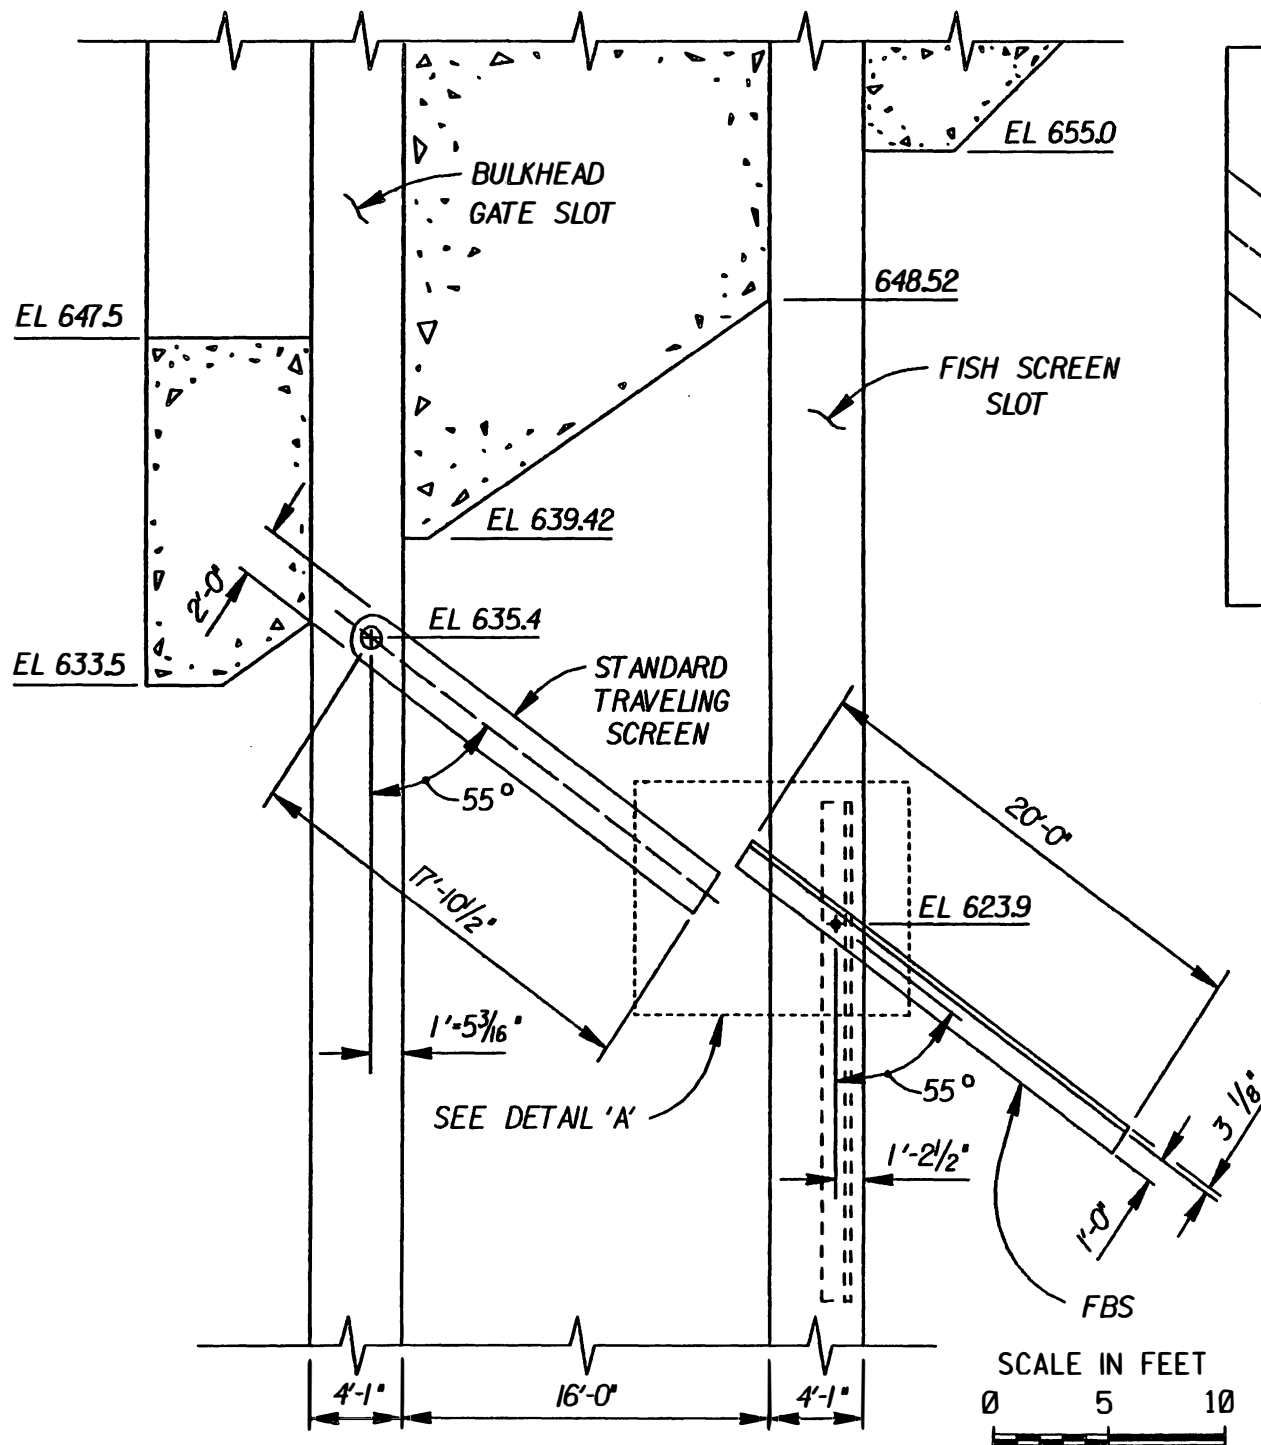 EL 655.0
BULKHEAD
GATE SLOT
648.52
EL 647.5
FISH SCREEN
SLOT
EL 639.42
2'-0"
EL 635.4
EL 633.5
STANDARD
TRAVELING
SCREEN
55°
20'-0"
17'-10 1/2"
EL 623.9
1'=5 3/16"
55°
SEE DETAIL 'A'
3 1/8"
1'-2 1/2"
1'-0"
FBS
SCALE IN FEET
4'-1"
16'-0"
4'-1"
0 5 10